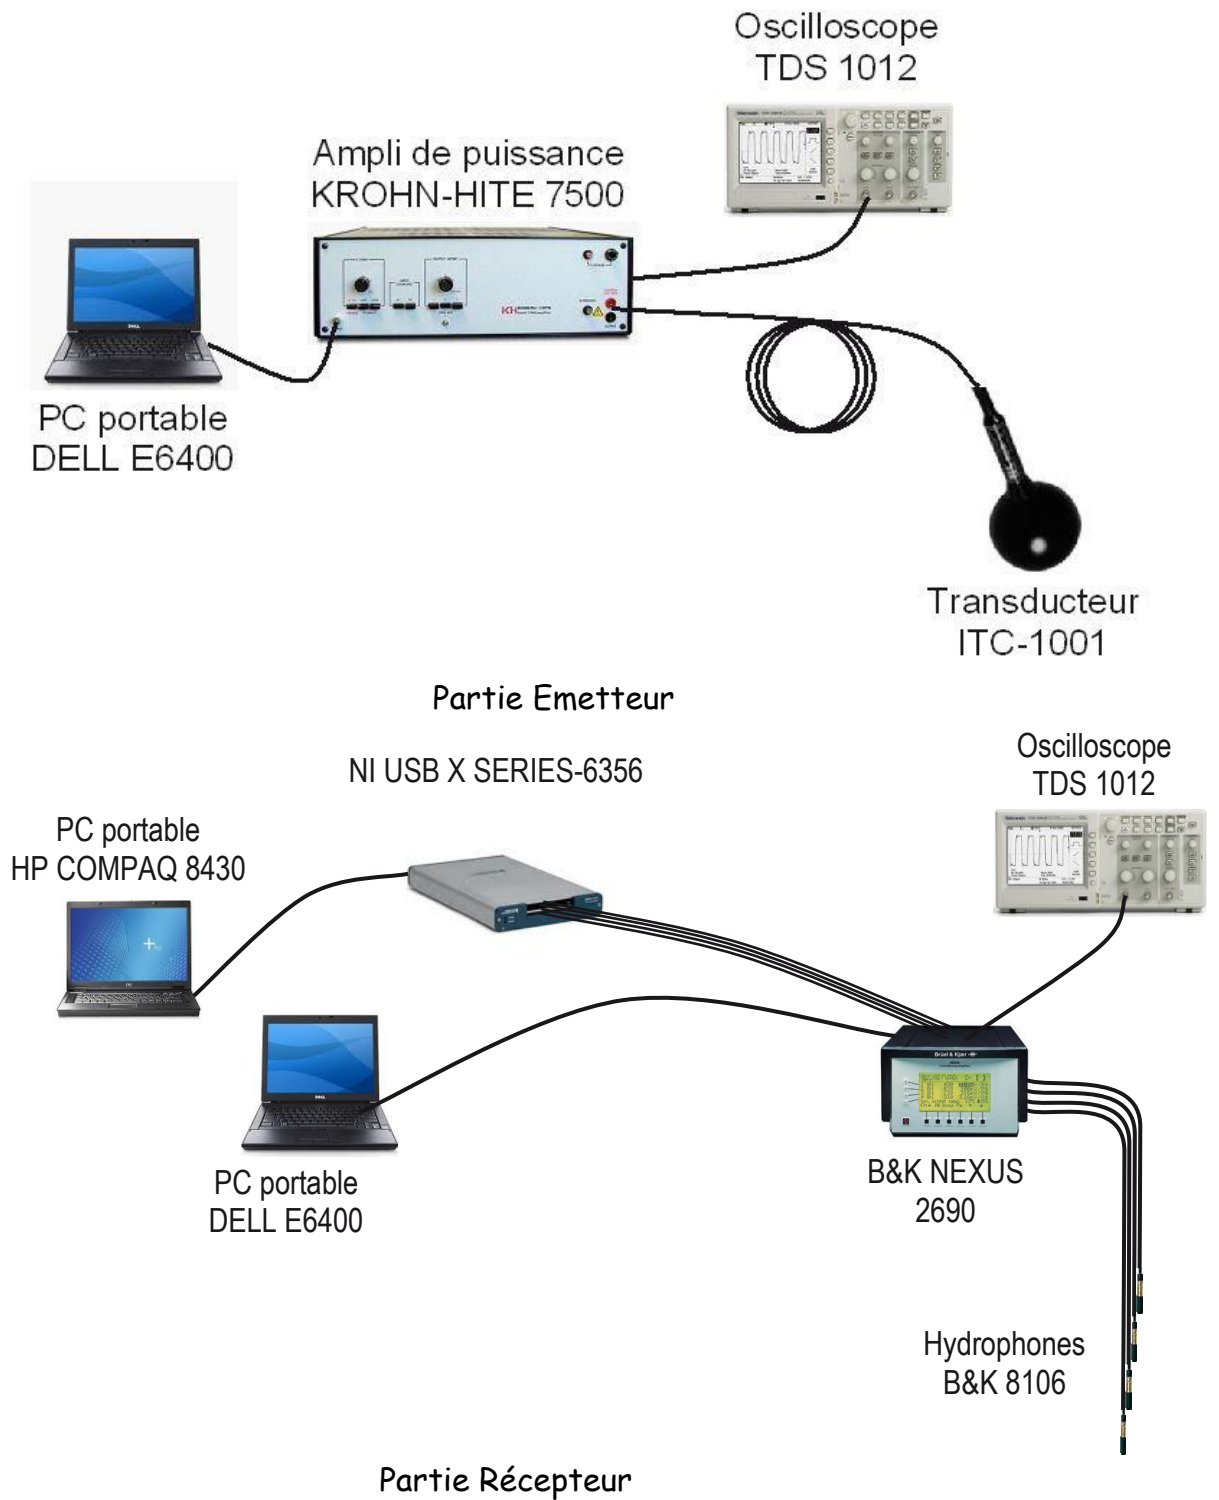 Oscilloscope
TDS 1012
Ampli de puissance
KROHN-HITE 7500
PC portable
DELL E6400
Transducteur
ITC-1001
Partie Emetteur
NI USB X SERIES-6356
Oscilloscope
TDS 1012
PC portable
HP COMPAQ 8430
Brüel & Kjær
PC portable
DELL E6400
B&K NEXUS
2690
Hydrophones
B&K 8106
Partie Récepteur